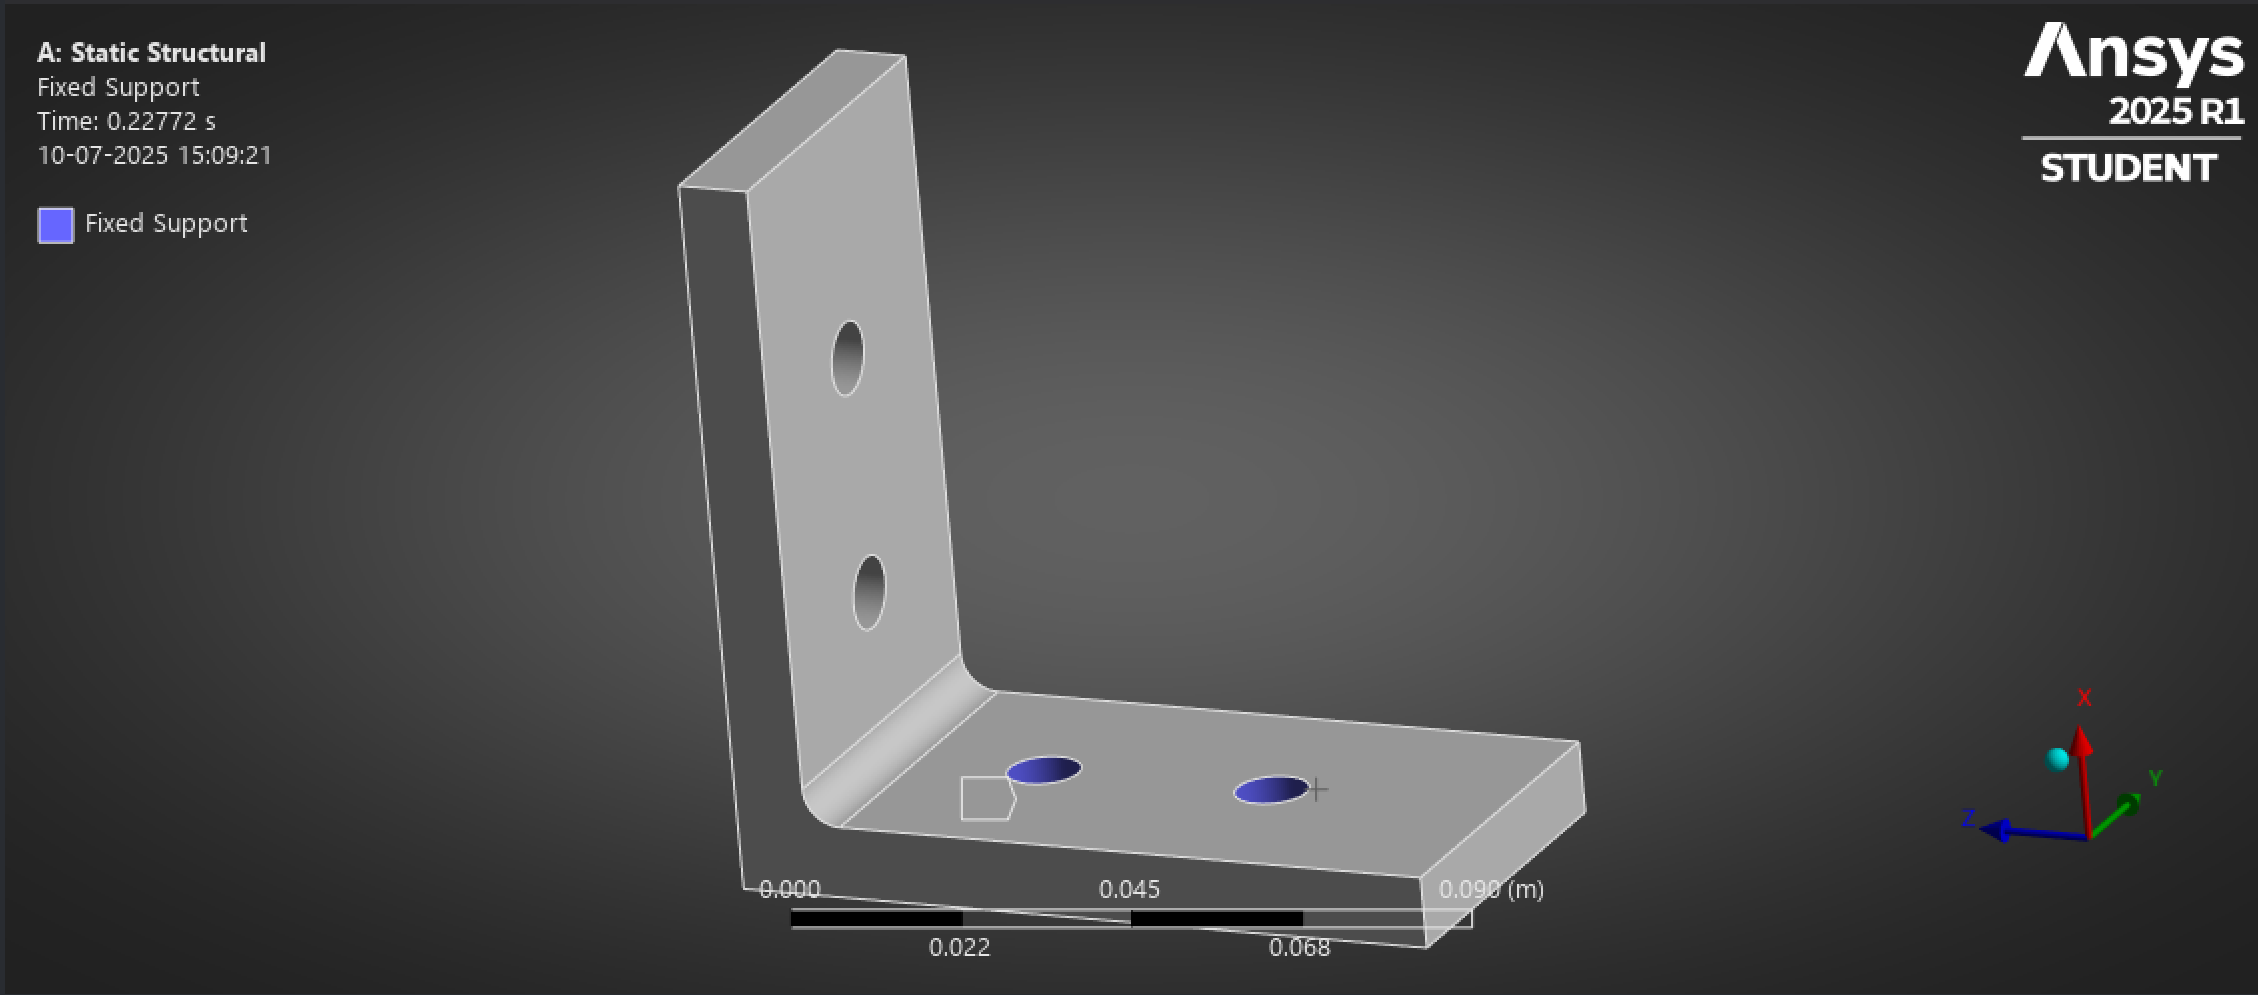 A: Static Structural
Fixed Support
Time: 0.22772 s
10-07-2025 15:09:21
Fixed Support
Ansys
2025 R1
STUDENT
X
Y
Z
0.000 0.045 0.090 (m)
0.022 0.068